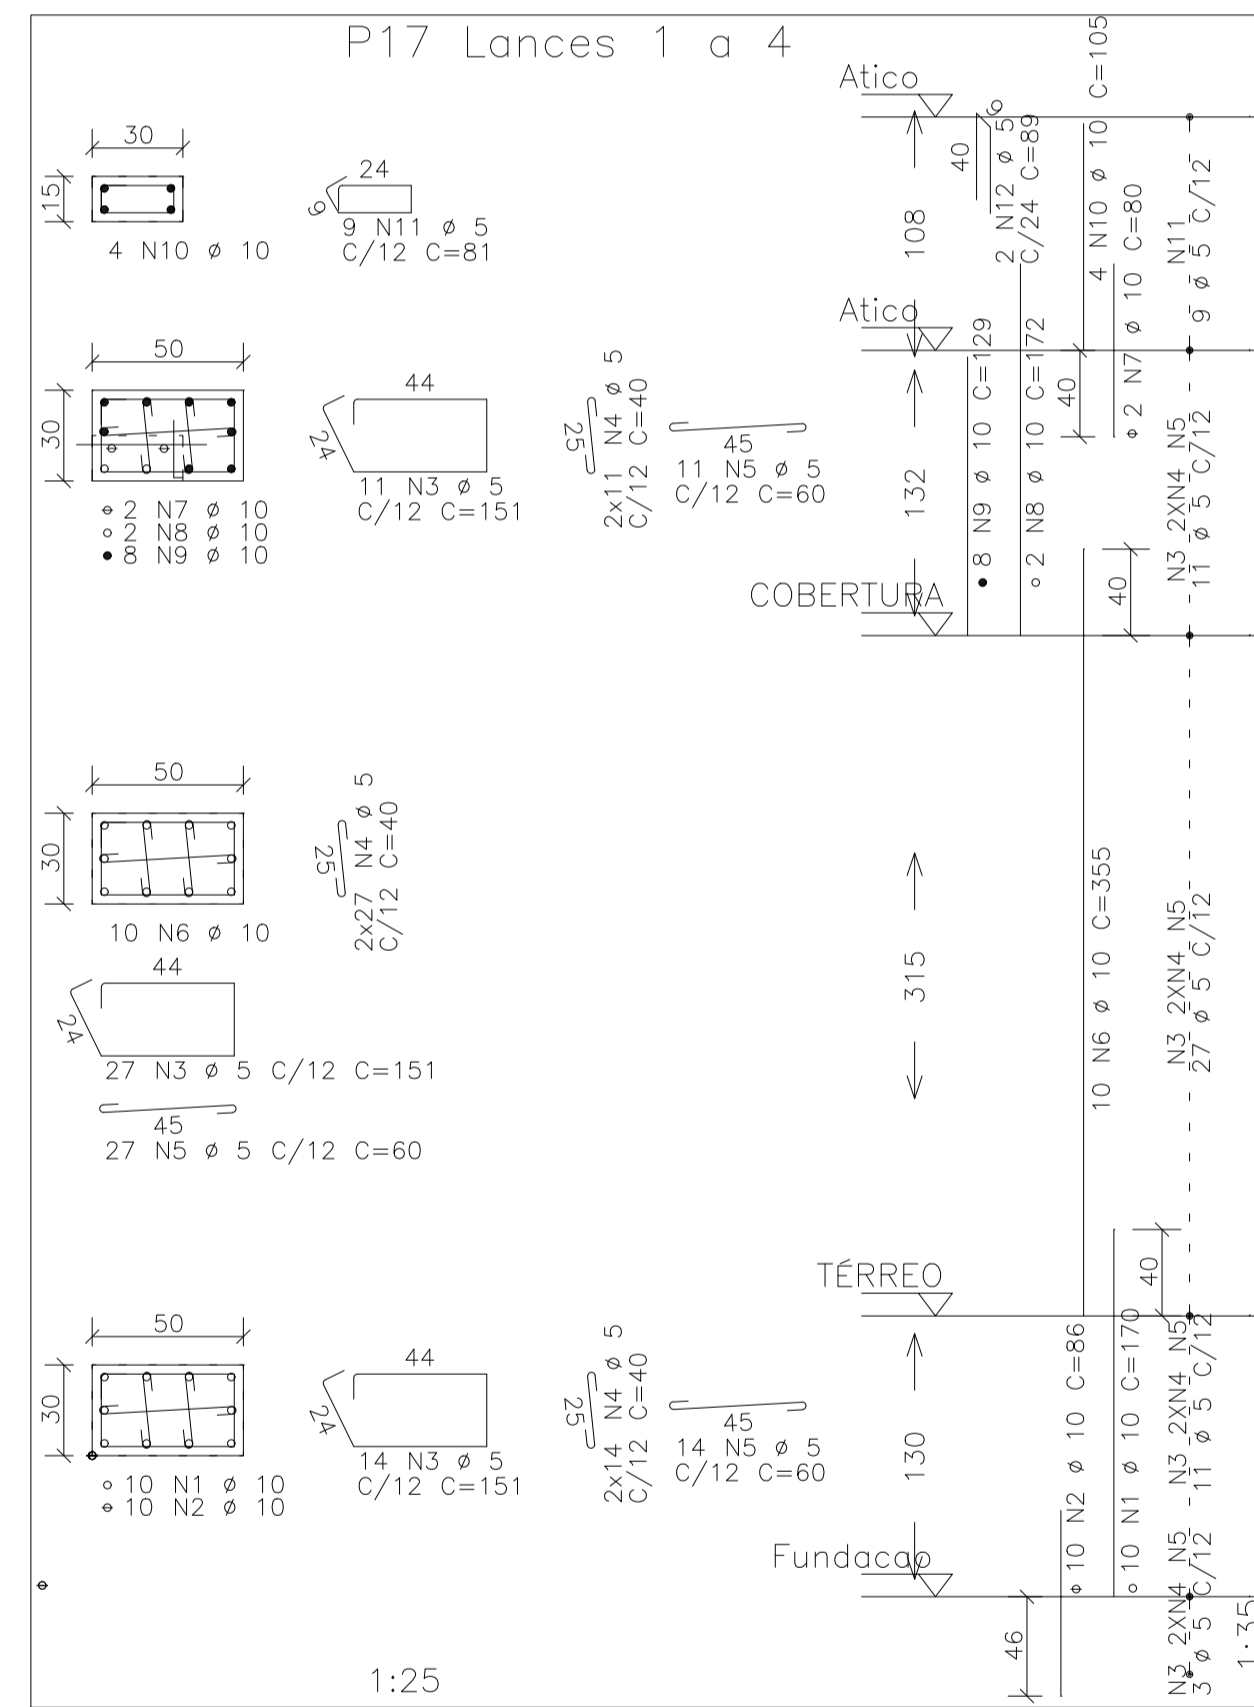 P17 Lances 1 a 4
30
15
4 N10 ø 10
24
9
9 N11 ø 5
C/12 C=81
50
30
2 N7 ø 10
2 N8 ø 10
8 N9 ø 10
44
24
11 N3 ø 5
C/12 C=151
25
2x11 N4 ø 5
C/12 C=40
45
11 N5 ø 5
C/12 C=60
50
30
10 N6 ø 10
25
2x27 N4 ø 5
C/12 C=40
44
24
27 N3 ø 5 C/12 C=151
45
27 N5 ø 5 C/12 C=60
50
30
10 N1 ø 10
10 N2 ø 10
44
24
14 N3 ø 5
C/12 C=151
25
2x14 N4 ø 5
C/12 C=40
45
14 N5 ø 5
C/12 C=60
1:25
Atico
108
Atico
132
COBERTURA
315
TÉRREO
130
Fundacao
46
40
9
2 N12 ø 5
C/24 C=89
4 N10 ø 10 C=105
2 N7 ø 10 C=80
40
8 N9 ø 10 C=129
2 N8 ø 10 C=172
40
10 N6 ø 10 C=355
40
10 N2 ø 10 C=86
10 N1 ø 10 C=170
N11
9 ø 5 C/12
N3 2XN4 N5
11 ø 5 C/12
N3 2XN4 N5
27 ø 5 C/12
N3 2XN4 N5
11 ø 5 C/12
N3 2XN4 N5
3 ø 5 C/12
1:35